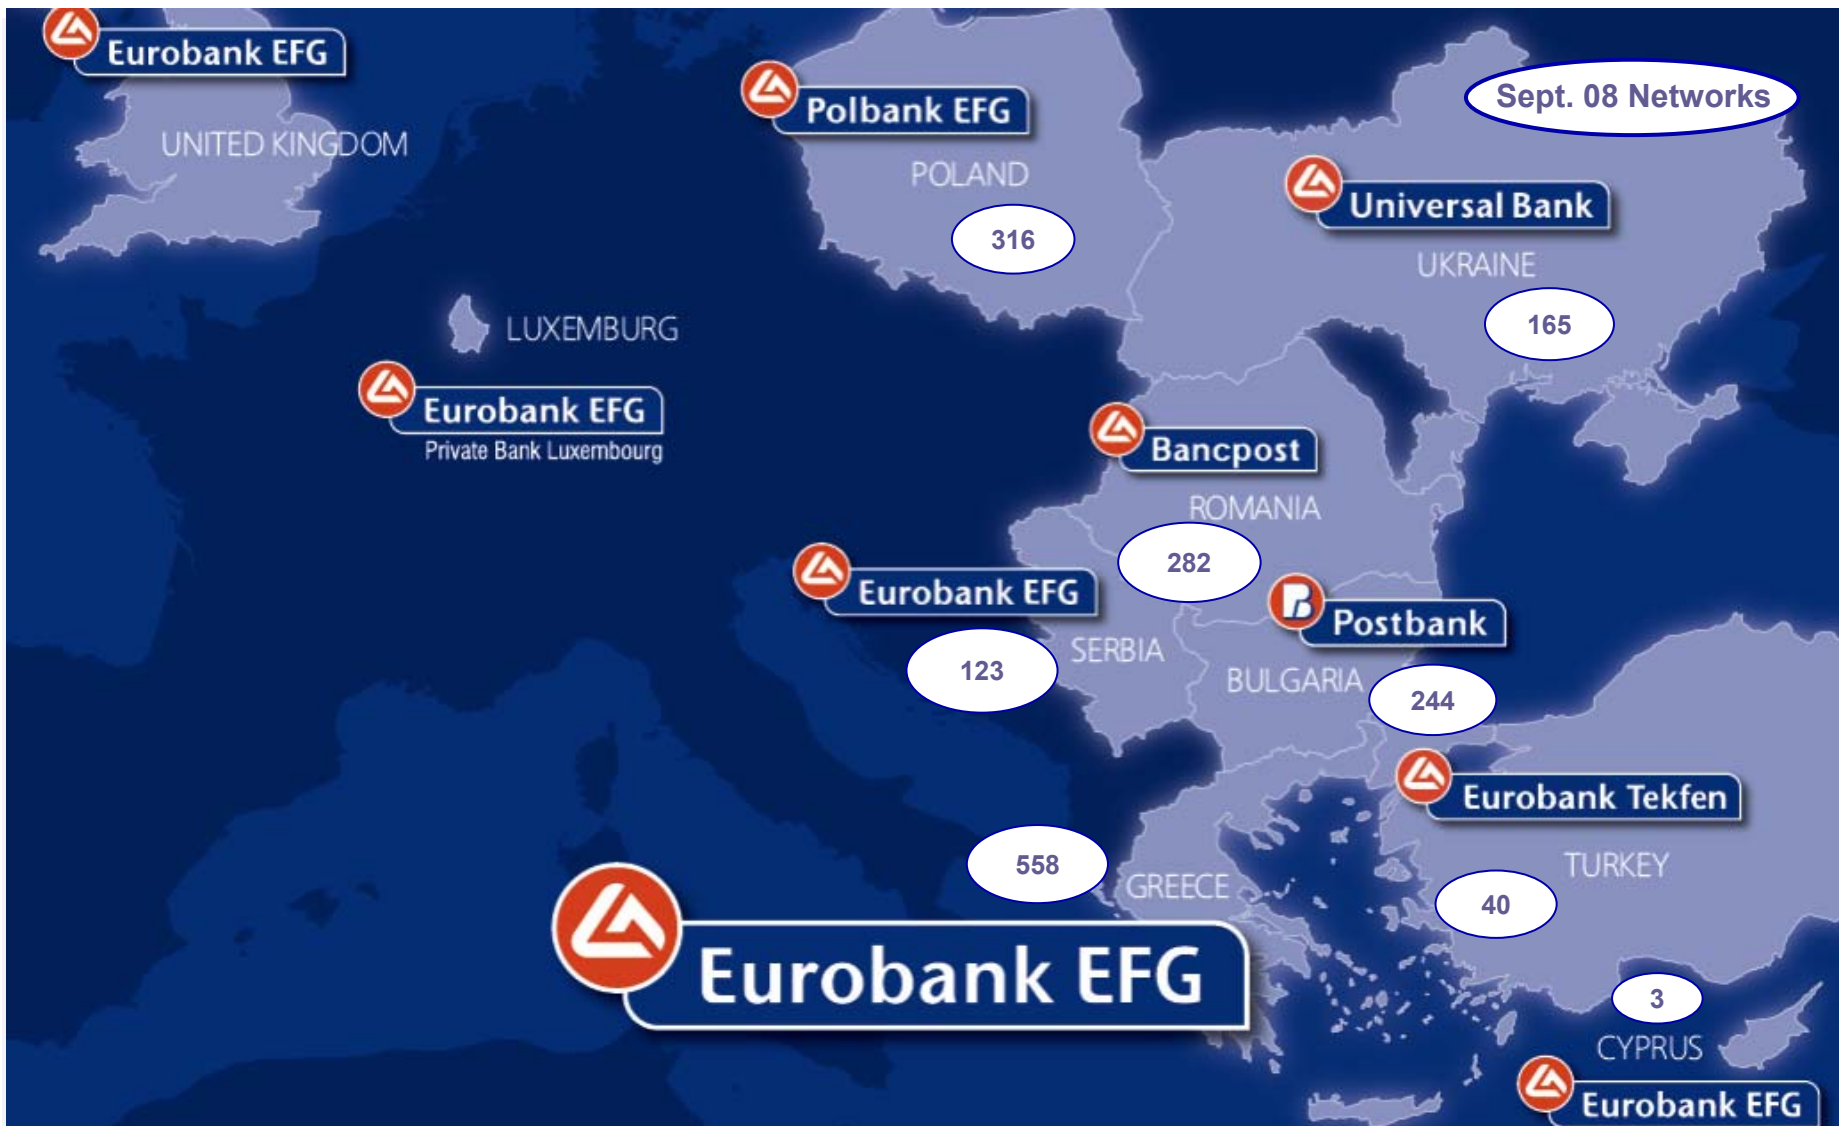 Eurobank EFG
UNITED KINGDOM
Polbank EFG
POLAND
316
Sept. 08 Networks
Universal Bank
UKRAINE
165
LUXEMBURG
Eurobank EFG
Private Bank Luxembourg
Bancpost
ROMANIA
282
Eurobank EFG
SERBIA
123
Postbank
BULGARIA
244
Eurobank Tekfen
TURKEY
40
558
GREECE
Eurobank EFG
3
CYPRUS
Eurobank EFG